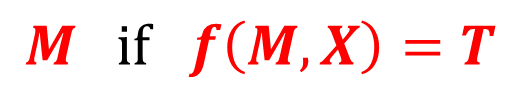 M if f(M, X) = T